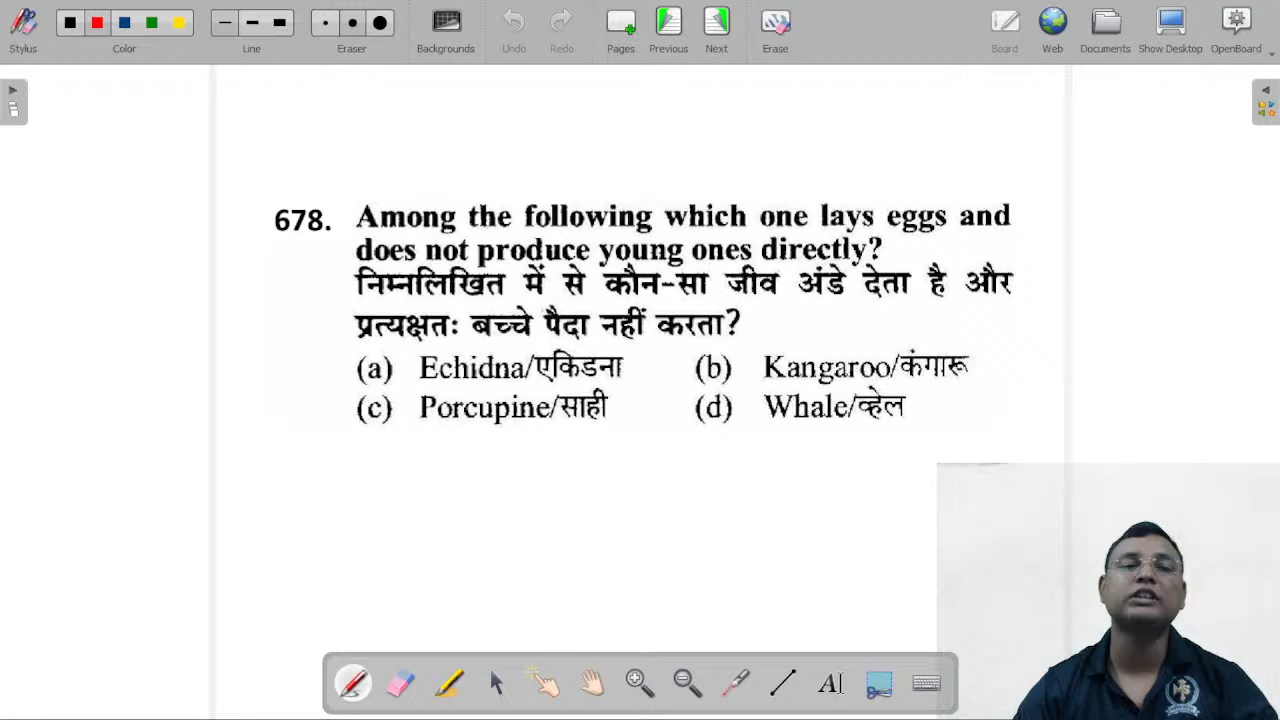 Stylus Color Line Eraser Backgrounds Undo Redo Pages Previous Next Erase Board Web Documents Show Desktop OpenBoard
678. Among the following which one lays eggs and
does not produce young ones directly?
निम्नलिखित में से कौन-सा जीव अंडे देता है और
प्रत्यक्षतः बच्चे पैदा नहीं करता?
(a) Echidna/एकिडना (b) Kangaroo/कंगारू
(c) Porcupine/साही (d) Whale/व्हेल